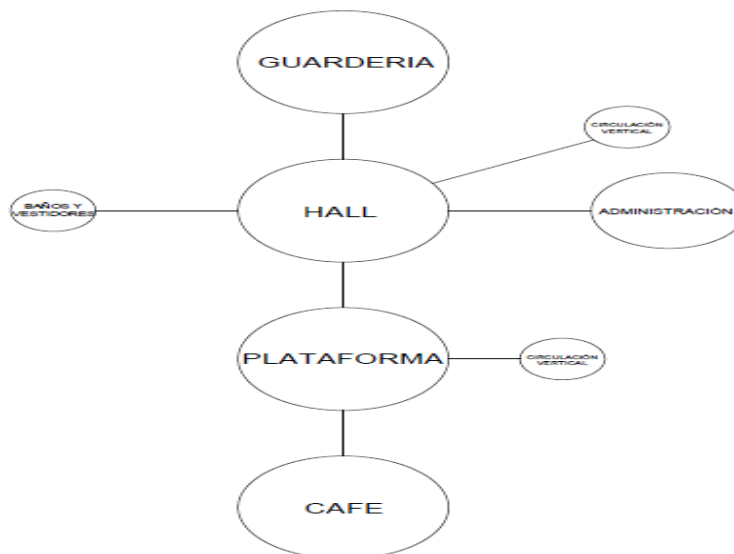 GUARDERIA
CIRCULACIÓN
VERTICAL
BAÑOS Y
VESTIDORES
HALL
ADMINISTRACIÓN
PLATAFORMA
CIRCULACIÓN
VERTICAL
CAFE